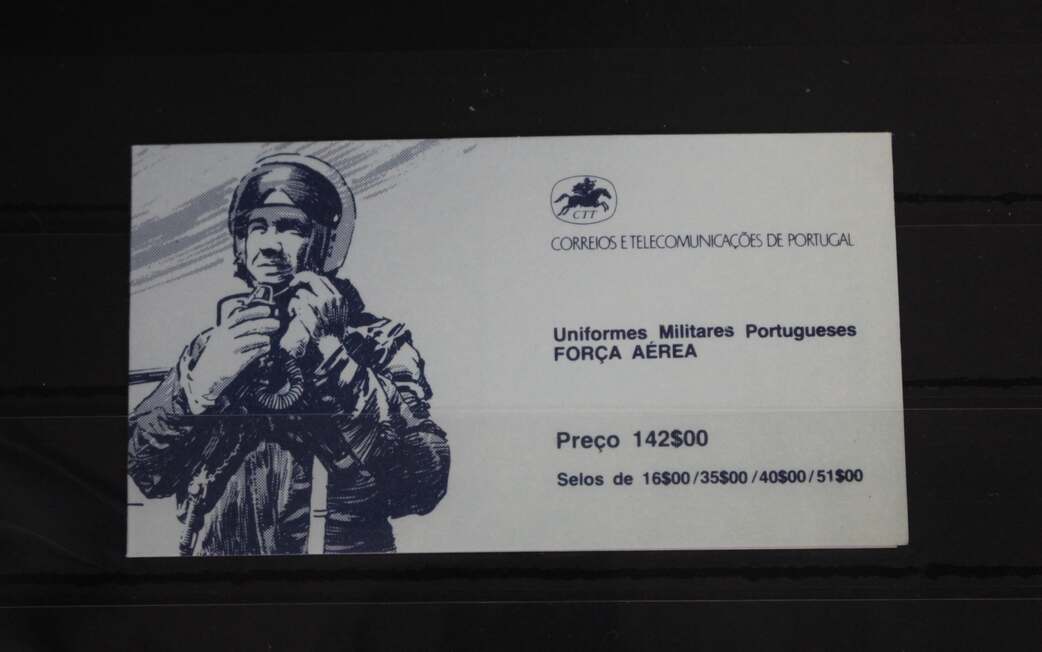 CTT
CORREIOS E TELECOMUNICAÇÕES DE PORTUGAL
Uniformes Militares Portugueses
FORÇA AÉREA
Preço 142$00
Selos de 16$00/35$00/40$00/51$00